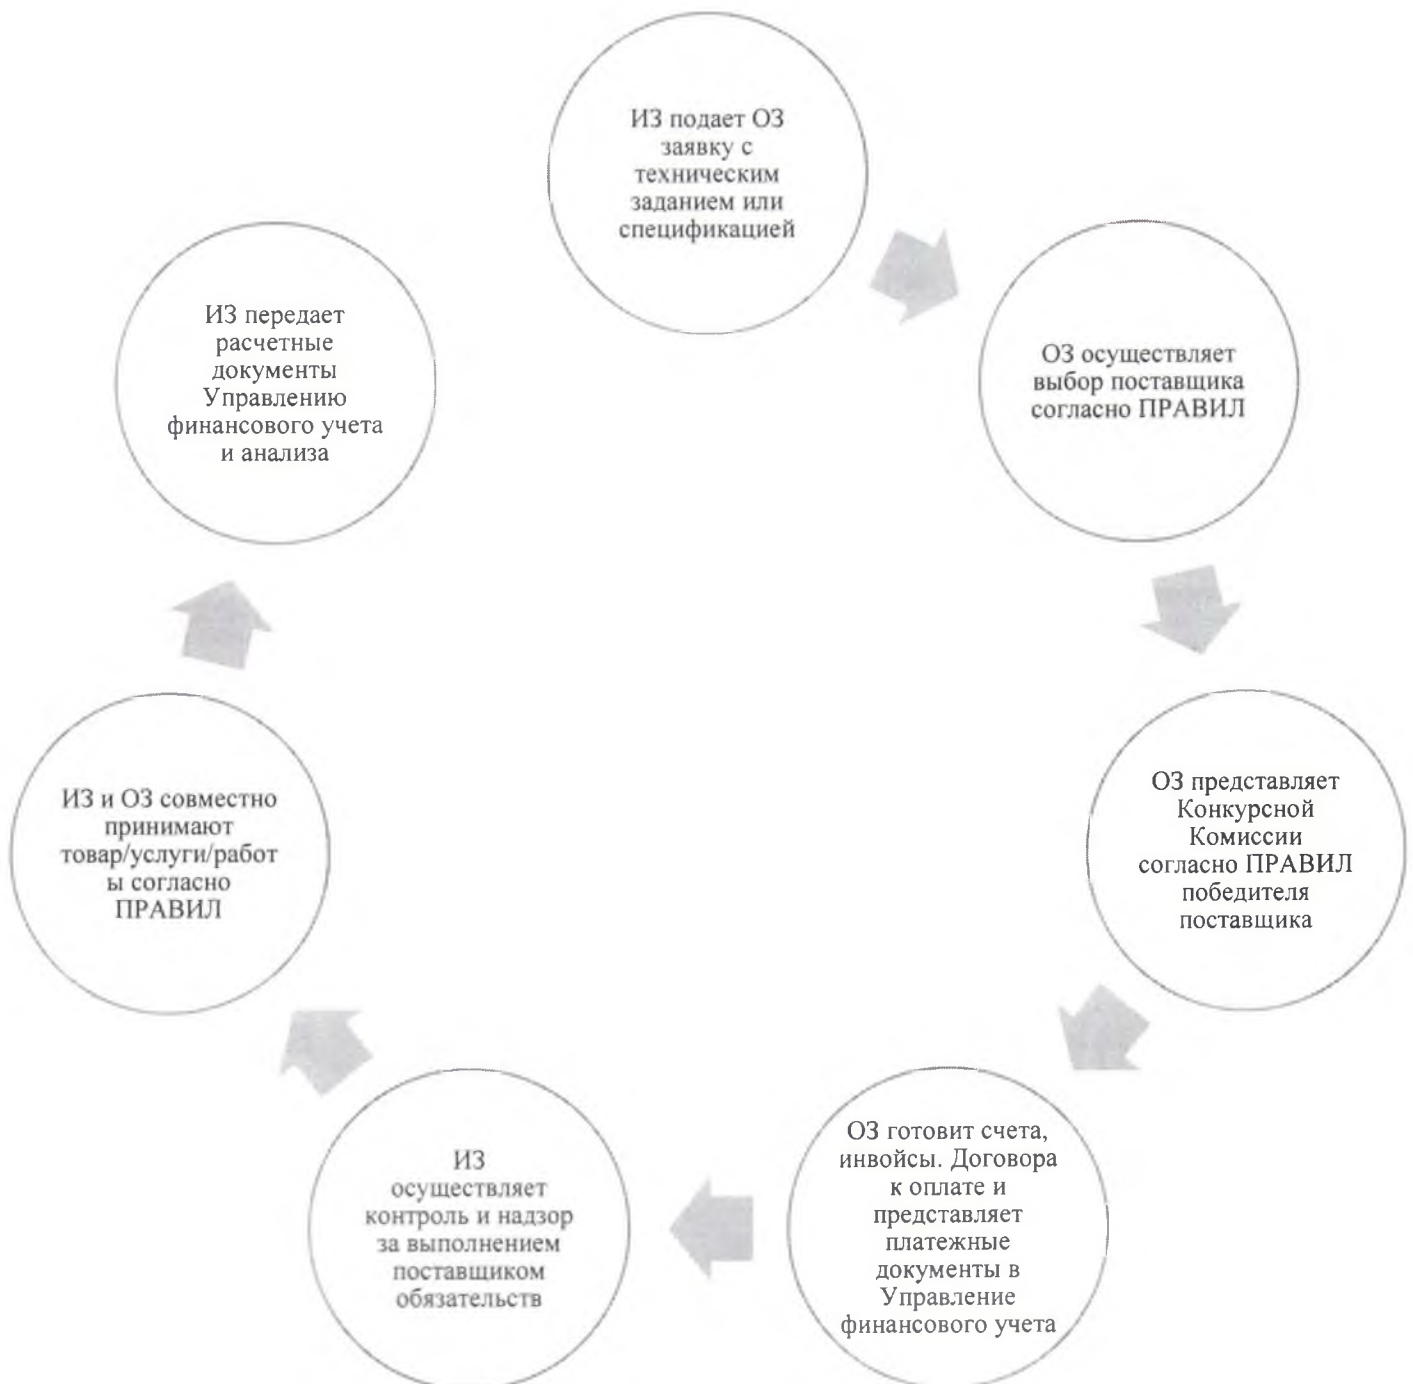 ИЗ подает ОЗ
заявку с
техническим
заданием или
спецификацией
ОЗ осуществляет
выбор поставщика
согласно ПРАВИЛ
ОЗ представляет
Конкурсной
Комиссии
согласно ПРАВИЛ
победителя
поставщика
ОЗ готовит счета,
инвойсы. Договора
к оплате и
представляет
платежные
документы в
Управление
финансового учета
ИЗ
осуществляет
контроль и надзор
за выполнением
поставщиком
обязательств
ИЗ и ОЗ совместно
принимают
товар/услуги/работ
ы согласно
ПРАВИЛ
ИЗ передает
расчетные
документы
Управлению
финансового учета
и анализа